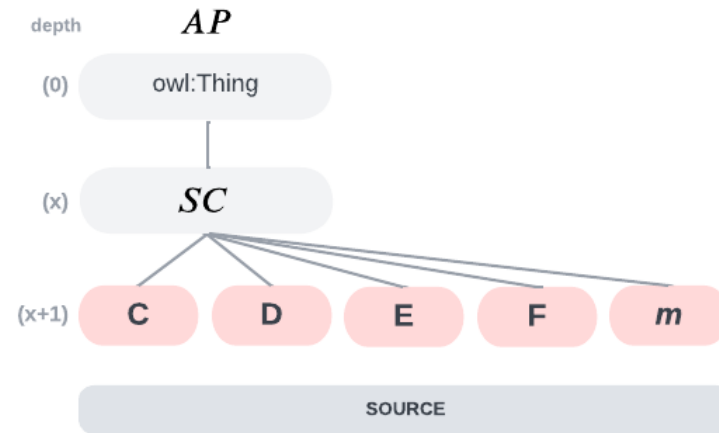 depth AP
(0) owl:Thing
(x) SC
(x+1) C D E F m
SOURCE